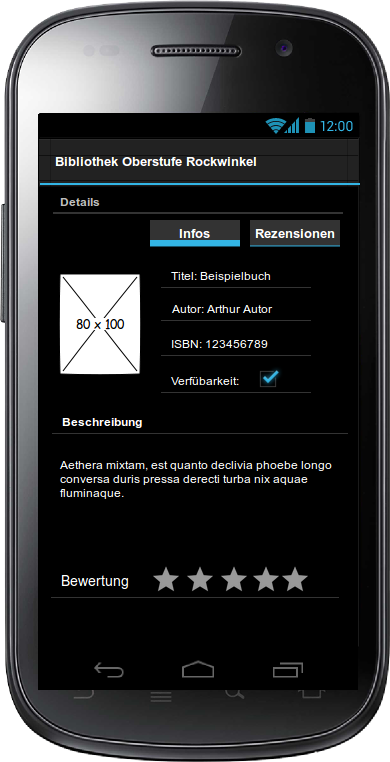 12:00
Bibliothek Oberstufe Rockwinkel
Details
Infos Rezensionen
Titel: Beispielbuch
Autor: Arthur Autor
80 x 100
ISBN: 123456789
Verfübarkeit:
Beschreibung
Aethera mixtam, est quanto declivia phoebe longo
conversa duris pressa derecti turba nix aquae
fluminaque.
Bewertung